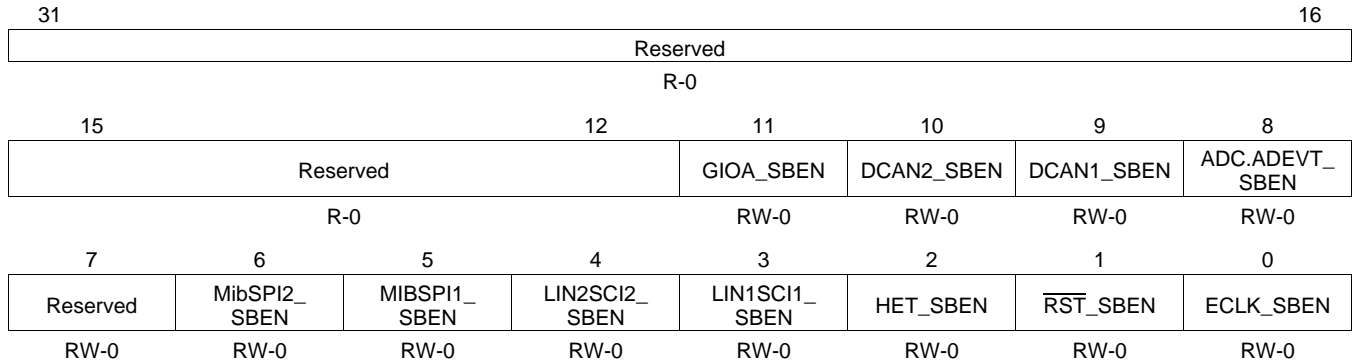 31 16
Reserved
R-0
15 12 11 10 9 8
Reserved GIOA_SBEN DCAN2_SBEN DCAN1_SBEN ADC.ADEVT_
SBEN
R-0 RW-0 RW-0 RW-0 RW-0
7 6 5 4 3 2 1 0
Reserved MibSPI2_ MIBSPI1_ LIN2SCI2_ LIN1SCI1_ HET_SBEN R̅S̅T̅_SBEN ECLK_SBEN
SBEN SBEN SBEN SBEN
RW-0 RW-0 RW-0 RW-0 RW-0 RW-0 RW-0 RW-0